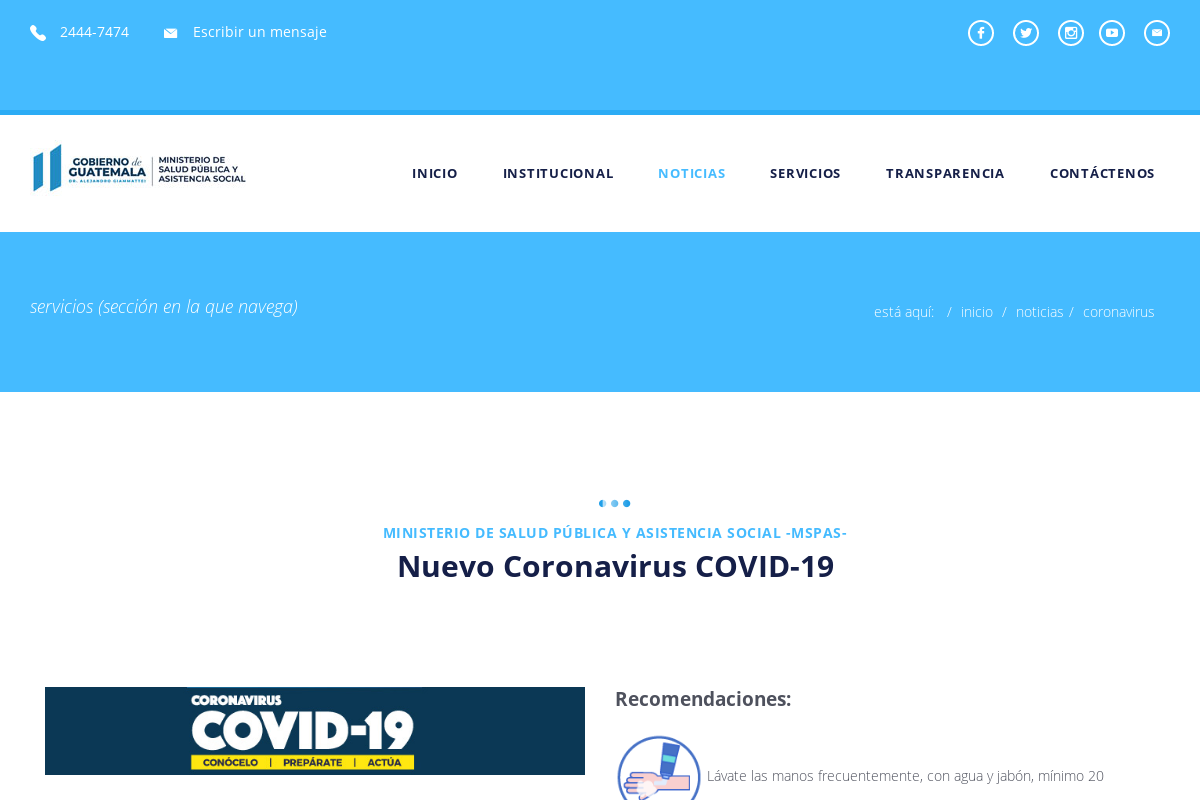 2444-7474 Escribir un mensaje
GOBIERNO de
GUATEMALA
DR. ALEJANDRO GIAMMATTEI
MINISTERIO DE
SALUD PÚBLICA Y
ASISTENCIA SOCIAL
INICIO INSTITUCIONAL NOTICIAS SERVICIOS TRANSPARENCIA CONTÁCTENOS
servicios (sección en la que navega)
está aquí: / inicio / noticias / coronavirus
MINISTERIO DE SALUD PÚBLICA Y ASISTENCIA SOCIAL -MSPAS-
Nuevo Coronavirus COVID-19
CORONAVIRUS
COVID-19
CONÓCELO | PREPÁRATE | ACTÚA
Recomendaciones:
Lávate las manos frecuentemente, con agua y jabón, mínimo 20